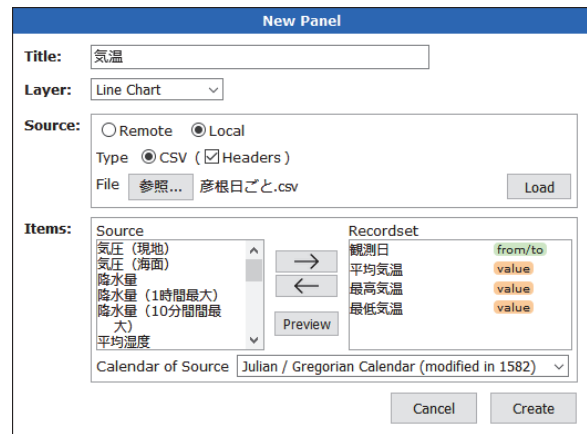 New Panel
Title: 気温
Layer: Line Chart
Source: Remote Local
Type CSV ( Headers )
File 参照... 彦根日ごと.csv Load
Items: Source Recordset
気圧（現地）
気圧（海面）
降水量
降水量（1時間最大）
降水量（10分間間最
大）
平均湿度
Preview
観測日 from/to
平均気温 value
最高気温 value
最低気温 value
Calendar of Source Julian / Gregorian Calendar (modified in 1582)
Cancel Create